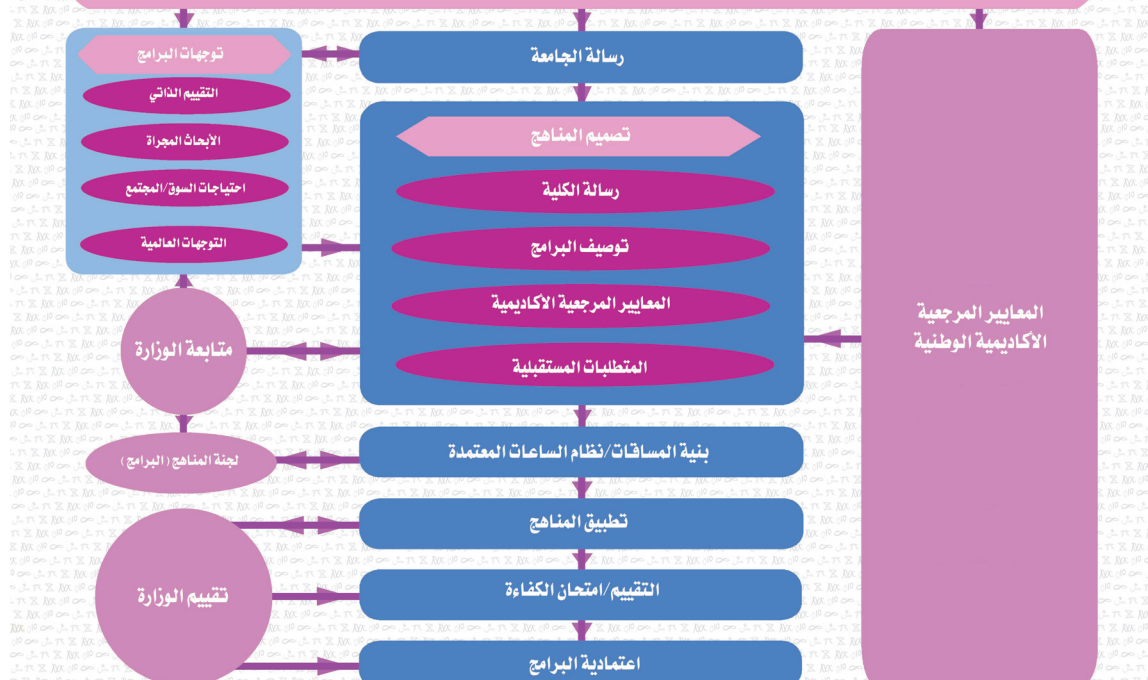 رسالة الجامعة
توجهات البرامج
التقييم الذاتي
الأبحاث المجراة
احتياجات السوق/المجتمع
التوجهات العالمية
تصميم المناهج
رسالة الكلية
توصيف البرامج
المعايير المرجعية الأكاديمية
المتطلبات المستقبلية
المعايير المرجعية
الأكاديمية الوطنية
متابعة الوزارة
لجنة المناهج (البرامج)
بنية المساقات/نظام الساعات المعتمدة
تطبيق المناهج
التقييم/امتحان الكفاءة
تقييم الوزارة
اعتمادية البرامج